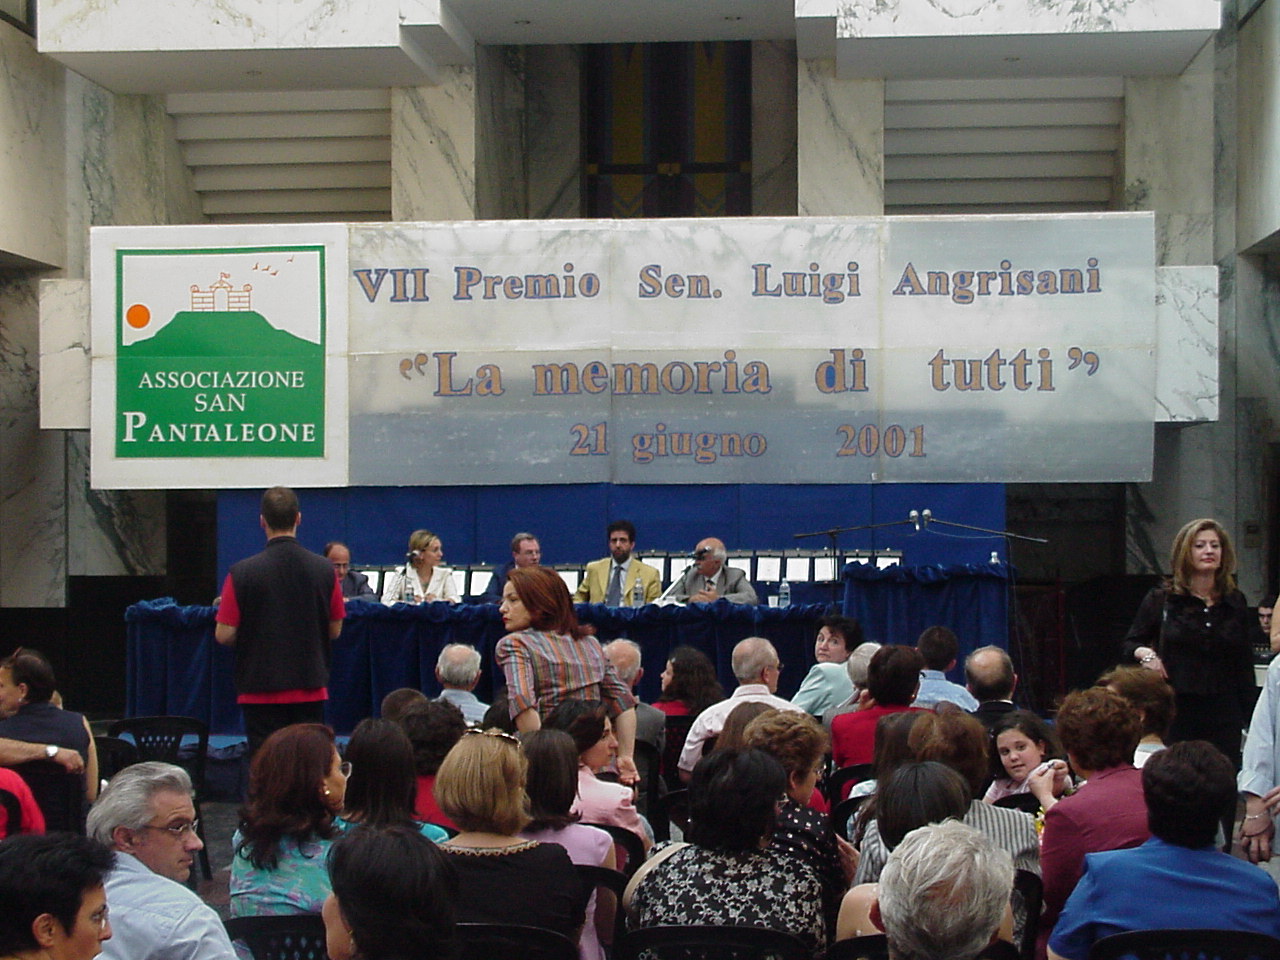 ASSOCIAZIONE
SAN
PANTALEONE
VII Premio Sen. Luigi Angrisani
“La memoria di tutti”
21 giugno 2001